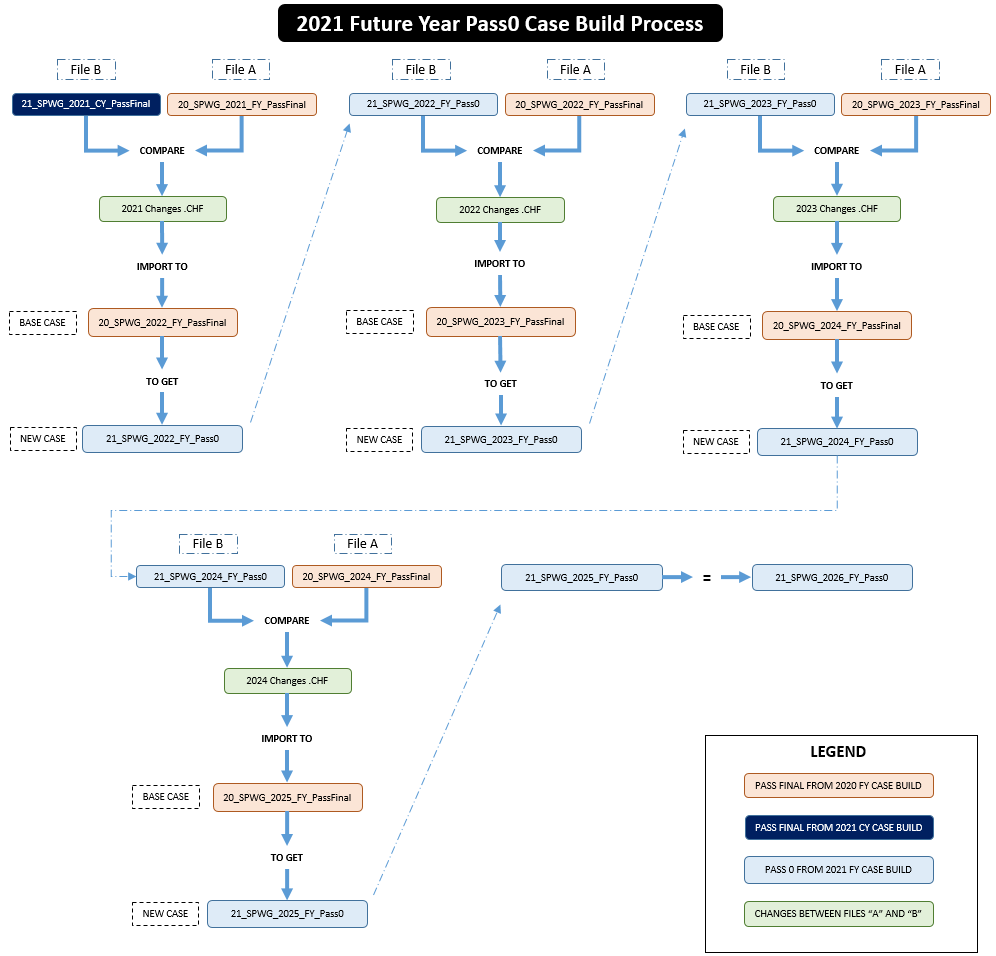 2021 Future Year Pass0 Case Build Process
File B
File A
21_SPWG_2021_CY_PassFinal
20_SPWG_2021_FY_PassFinal
COMPARE
2021 Changes .CHF
IMPORT TO
BASE CASE
20_SPWG_2022_FY_PassFinal
TO GET
NEW CASE
21_SPWG_2022_FY_Pass0
File B
File A
21_SPWG_2022_FY_Pass0
20_SPWG_2022_FY_PassFinal
COMPARE
2022 Changes .CHF
IMPORT TO
BASE CASE
20_SPWG_2023_FY_PassFinal
TO GET
NEW CASE
21_SPWG_2023_FY_Pass0
File B
File A
21_SPWG_2023_FY_Pass0
20_SPWG_2023_FY_PassFinal
COMPARE
2023 Changes .CHF
IMPORT TO
BASE CASE
20_SPWG_2024_FY_PassFinal
TO GET
NEW CASE
21_SPWG_2024_FY_Pass0
File B
File A
21_SPWG_2024_FY_Pass0
20_SPWG_2024_FY_PassFinal
COMPARE
2024 Changes .CHF
IMPORT TO
BASE CASE
20_SPWG_2025_FY_PassFinal
TO GET
NEW CASE
21_SPWG_2025_FY_Pass0
21_SPWG_2025_FY_Pass0
=
21_SPWG_2026_FY_Pass0
LEGEND
PASS FINAL FROM 2020 FY CASE BUILD
PASS FINAL FROM 2021 CY CASE BUILD
PASS 0 FROM 2021 FY CASE BUILD
CHANGES BETWEEN FILES “A” AND “B”